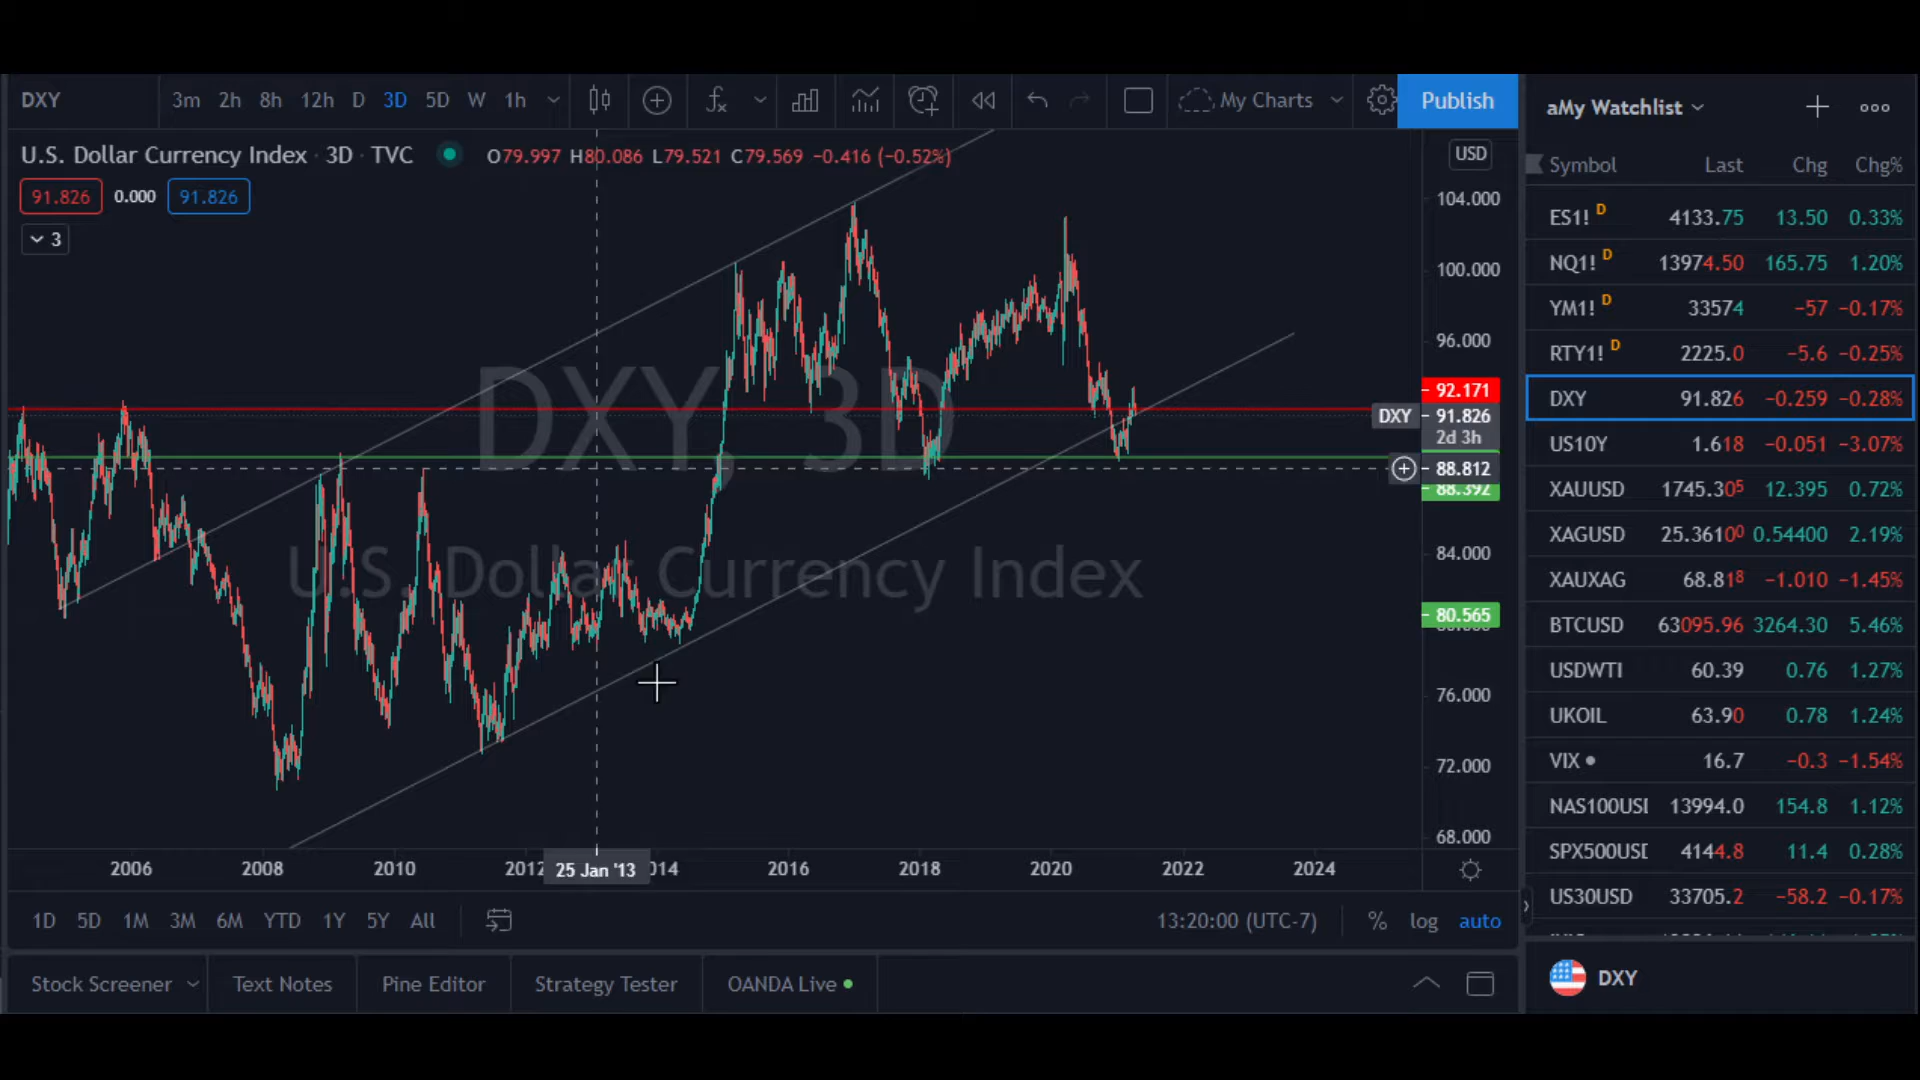 DXY 3m 2h 8h 12h D 3D 5D W 1h My Charts Publish
U.S. Dollar Currency Index · 3D · TVC O79.997 H80.086 L79.521 C79.569 −0.416 (−0.52%)
91.826 0.000 91.826
3
DXY, 3D
U.S. Dollar Currency Index
USD
104.000
100.000
96.000
92.171
DXY 91.826
2d 3h
88.812
88.392
84.000
80.565
76.000
72.000
68.000
2006 2008 2010 2012 25 Jan '13 2014 2016 2018 2020 2022 2024
1D 5D 1M 3M 6M YTD 1Y 5Y All 13:20:00 (UTC-7) % log auto
Stock Screener Text Notes Pine Editor Strategy Tester OANDA Live
aMy Watchlist
Symbol Last Chg Chg%
ES1! D 4133.75 13.50 0.33%
NQ1! D 13974.50 165.75 1.20%
YM1! D 33574 −57 −0.17%
RTY1! D 2225.0 −5.6 −0.25%
DXY 91.826 −0.259 −0.28%
US10Y 1.618 −0.051 −3.07%
XAUUSD 1745.305 12.395 0.72%
XAGUSD 25.36100 0.54400 2.19%
XAUXAG 68.818 −1.010 −1.45%
BTCUSD 63095.96 3264.30 5.46%
USDWTI 60.39 0.76 1.27%
UKOIL 63.90 0.78 1.24%
VIX 16.7 −0.3 −1.54%
NAS100USI 13994.0 154.8 1.12%
SPX500USI 4144.8 11.4 0.28%
US30USD 33705.2 −58.2 −0.17%
DXY